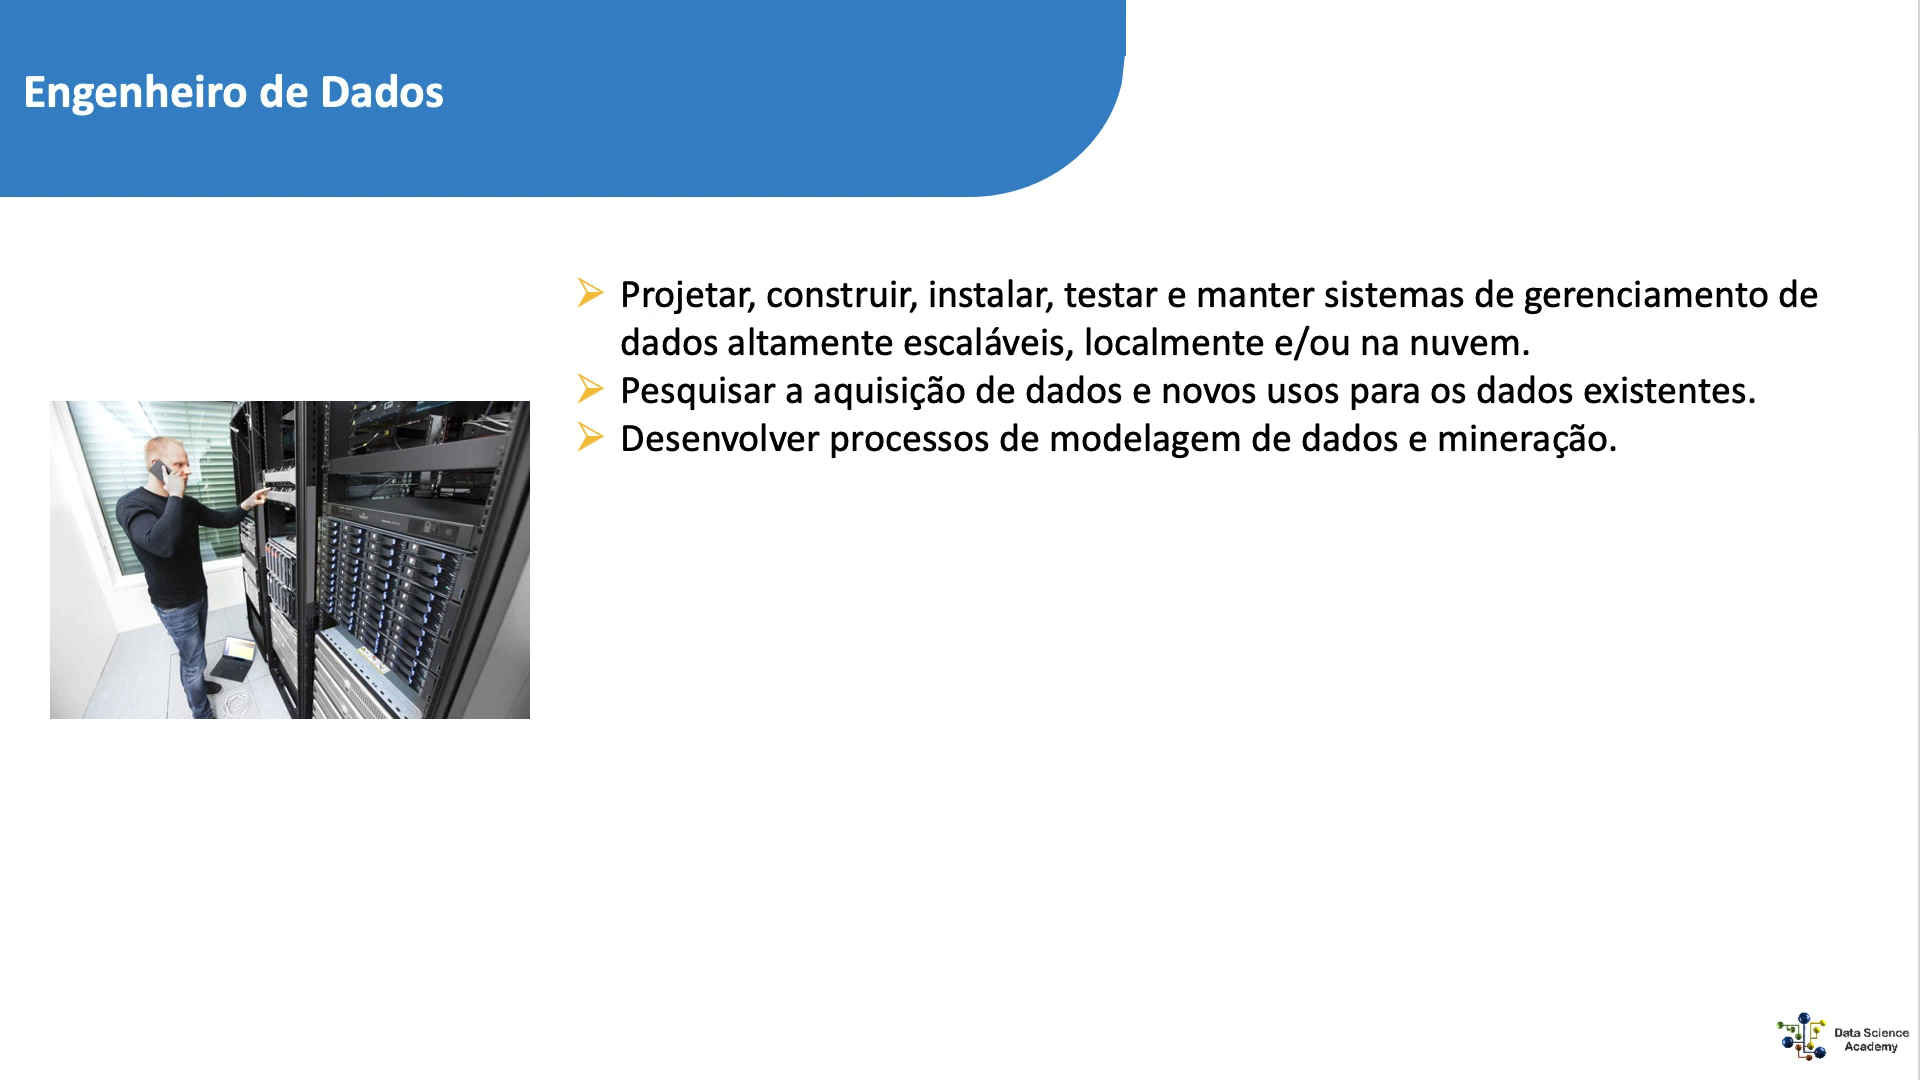 Engenheiro de Dados
Projetar, construir, instalar, testar e manter sistemas de gerenciamento de
dados altamente escaláveis, localmente e/ou na nuvem.
Pesquisar a aquisição de dados e novos usos para os dados existentes.
Desenvolver processos de modelagem de dados e mineração.
Data Science
Academy